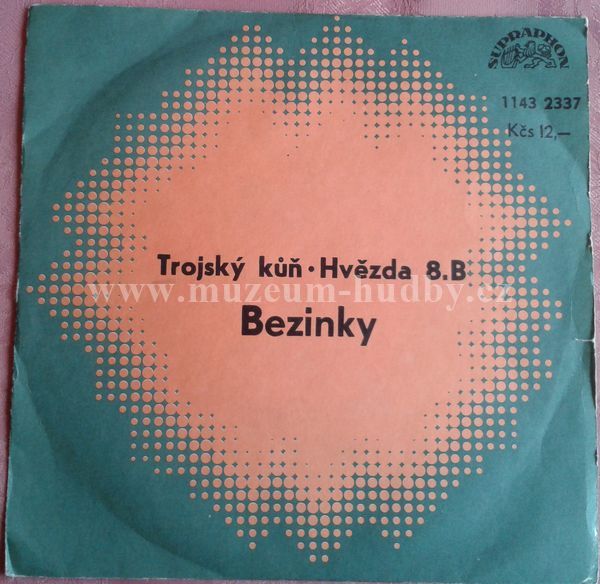 SUPRAPHON
1143 2337
Kčs 12,—
Trojský kůň • Hvězda 8.B
www.muzeum-hudby.cz
Bezinky